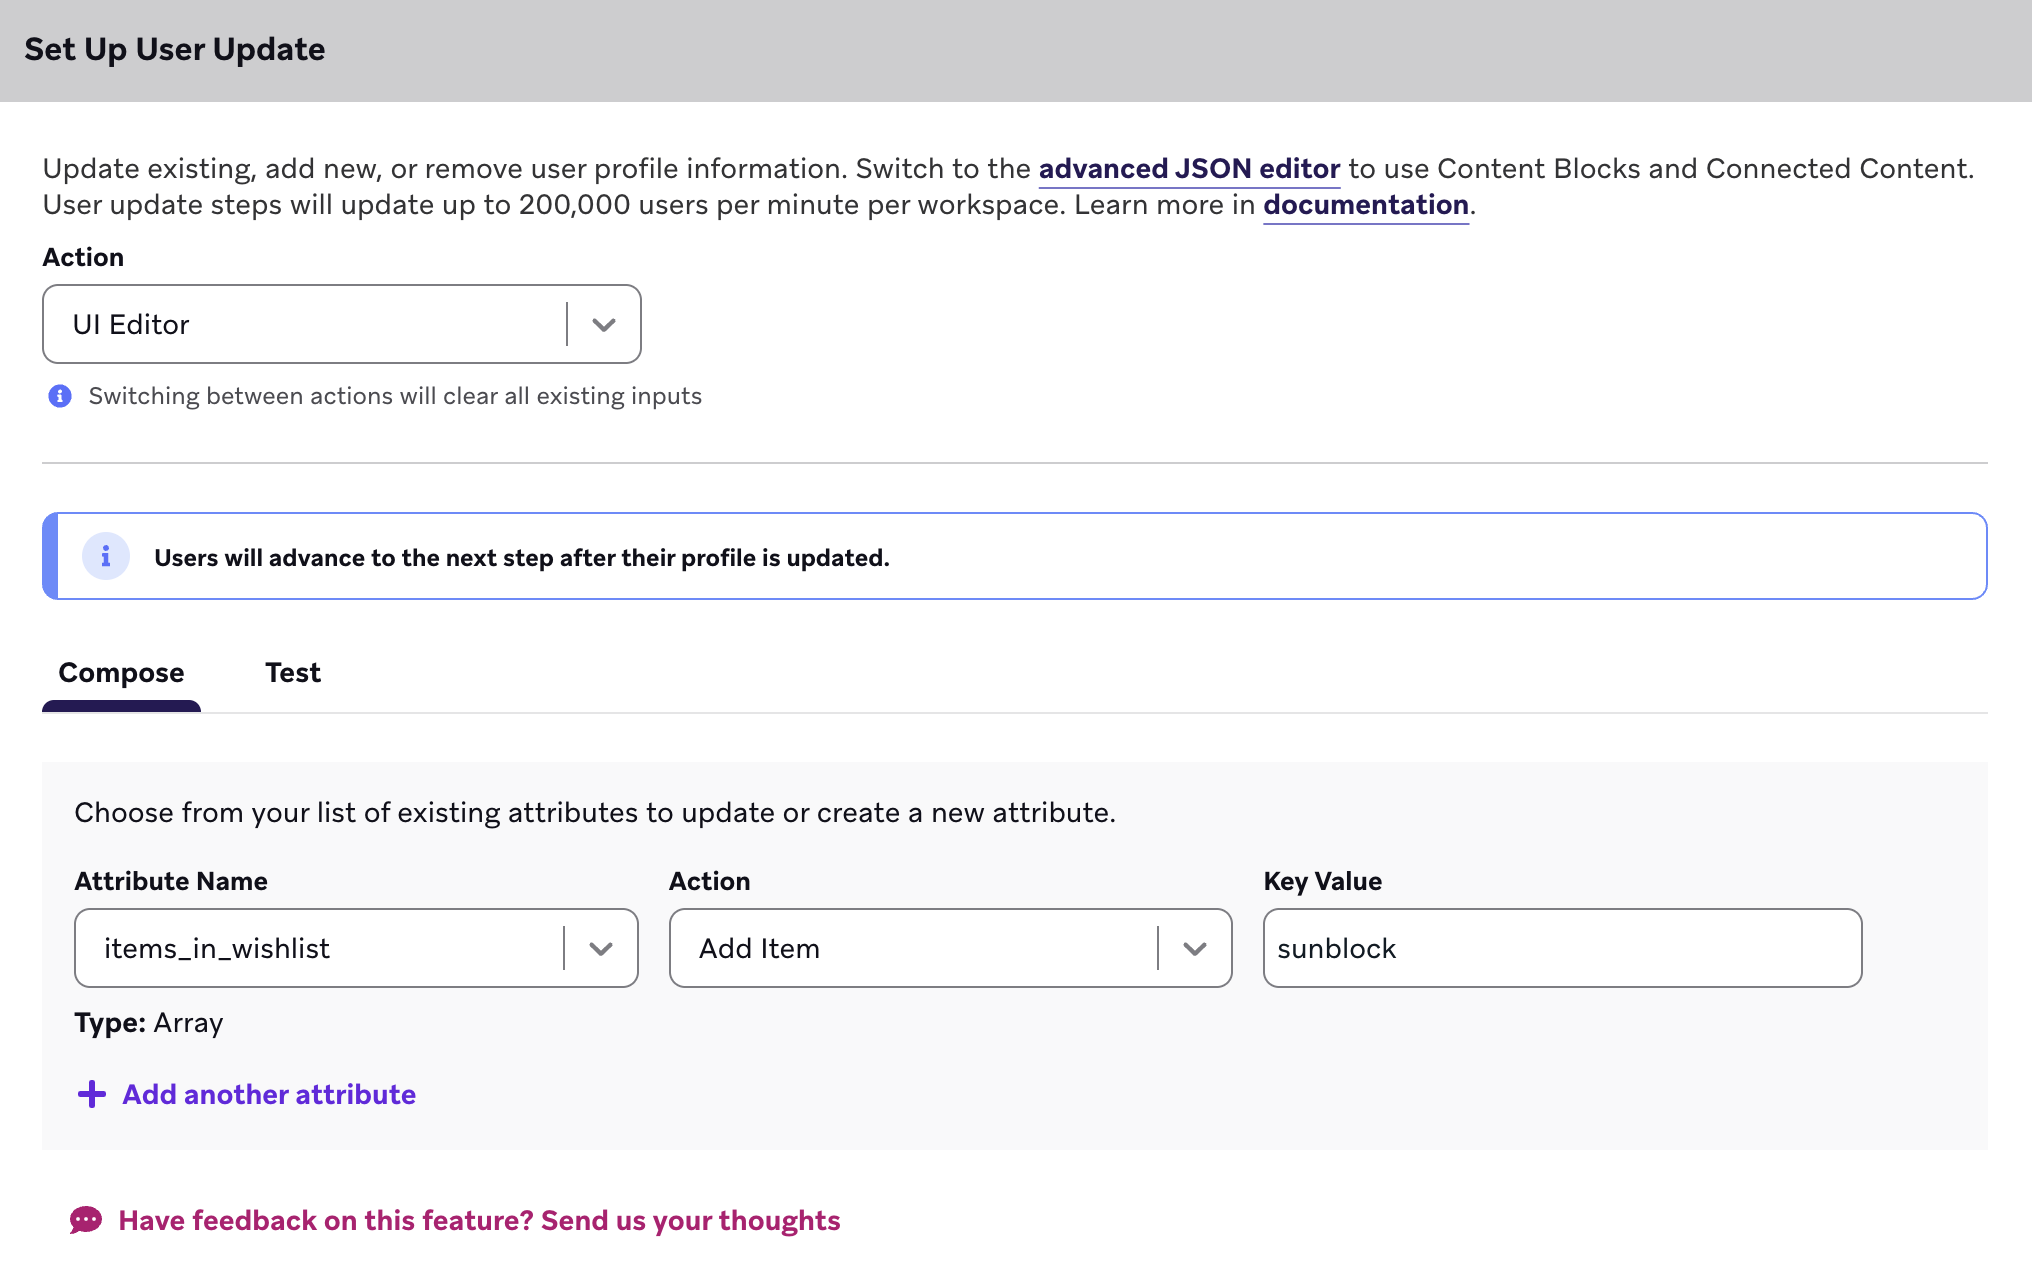 Set Up User Update
Update existing, add new, or remove user profile information. Switch to the advanced JSON editor to use Content Blocks and Connected Content.
User update steps will update up to 200,000 users per minute per workspace. Learn more in documentation.
Action
UI Editor
Switching between actions will clear all existing inputs
Users will advance to the next step after their profile is updated.
Compose Test
Choose from your list of existing attributes to update or create a new attribute.
Attribute Name Action Key Value
items_in_wishlist Add Item sunblock
Type: Array
Add another attribute
Have feedback on this feature? Send us your thoughts